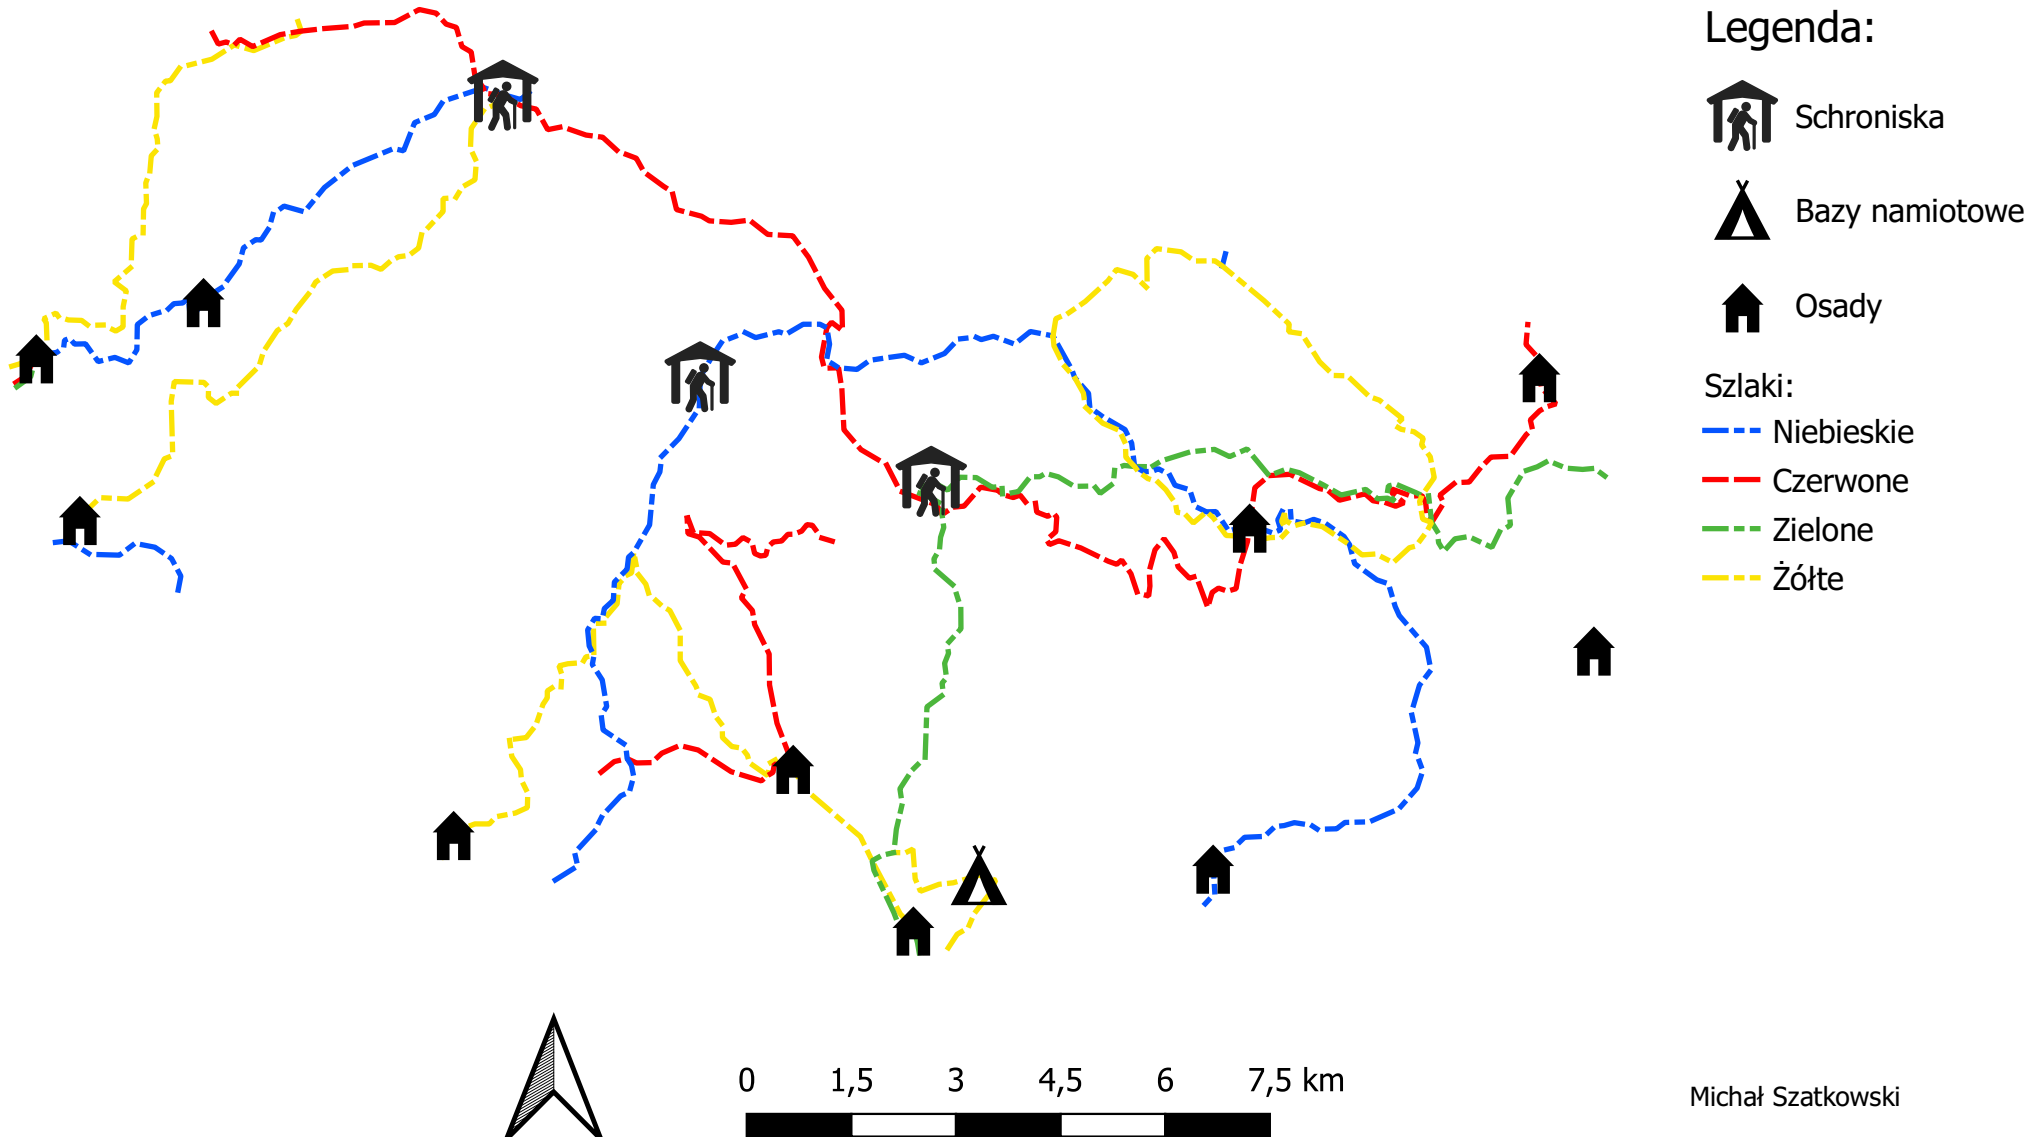 Legenda:
Schroniska
Bazy namiotowe
Osady
Szlaki:
Niebieskie
Czerwone
Zielone
Żółte
0 1,5 3 4,5 6 7,5 km
Michał Szatkowski